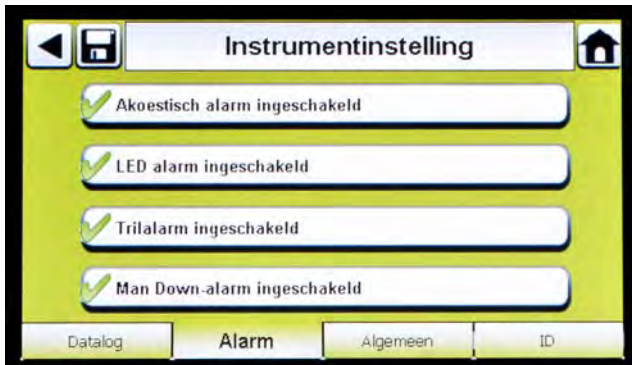 Instrumentinstelling
Akoestisch alarm ingeschakeld
LED alarm ingeschakeld
Trilalarm ingeschakeld
Man Down-alarm ingeschakeld
Datalog Alarm Algemeen ID